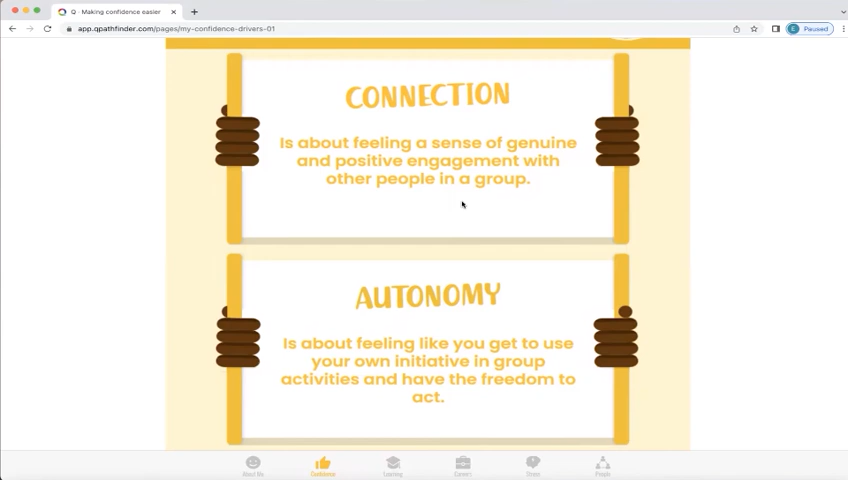 Q - Making confidence easier
app.qpathfinder.com/pages/my-confidence-drivers-01
E
Paused
CONNECTION
Is about feeling a sense of genuine
and positive engagement with
other people in a group.
AUTONOMY
Is about feeling like you get to use
your own initiative in group
activities and have the freedom to
act.
About Me
Confidence
Learning
Careers
People